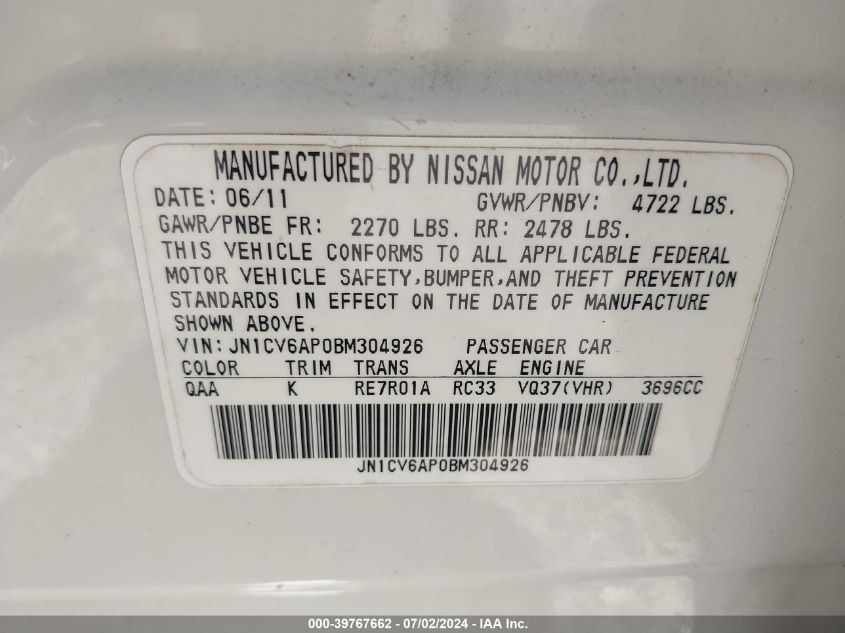 MANUFACTURED BY NISSAN MOTOR CO.,LTD.
DATE: 06/11 GVWR/PNBV: 4722 LBS.
GAWR/PNBE FR: 2270 LBS. RR: 2478 LBS.
THIS VEHICLE CONFORMS TO ALL APPLICABLE FEDERAL
MOTOR VEHICLE SAFETY,BUMPER,AND THEFT PREVENTION
STANDARDS IN EFFECT ON THE DATE OF MANUFACTURE
SHOWN ABOVE.
VIN: JN1CV6AP0BM304926 PASSENGER CAR
COLOR TRIM TRANS AXLE ENGINE
QAA K RE7R01A RC33 VQ37(VHR) 3696CC
JN1CV6AP0BM304926
000-39767662 / 07/02/2024 - IAA Inc.